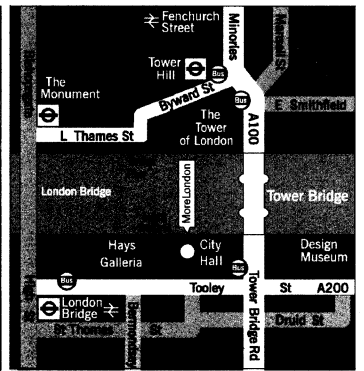 Fenchurch
Street
Minories
Tower
Hill
Bus
The
Monument
Byward St
Bus
E Smithfield
L Thames St
The
Tower
of London
A100
London Bridge
MoreLondon
Tower Bridge
Hays
Galleria
City
Hall
Design
Museum
Bus
Bus
Tooley St A200
London
Bridge
Tower Bridge Rd
St Thomas St
Druid St